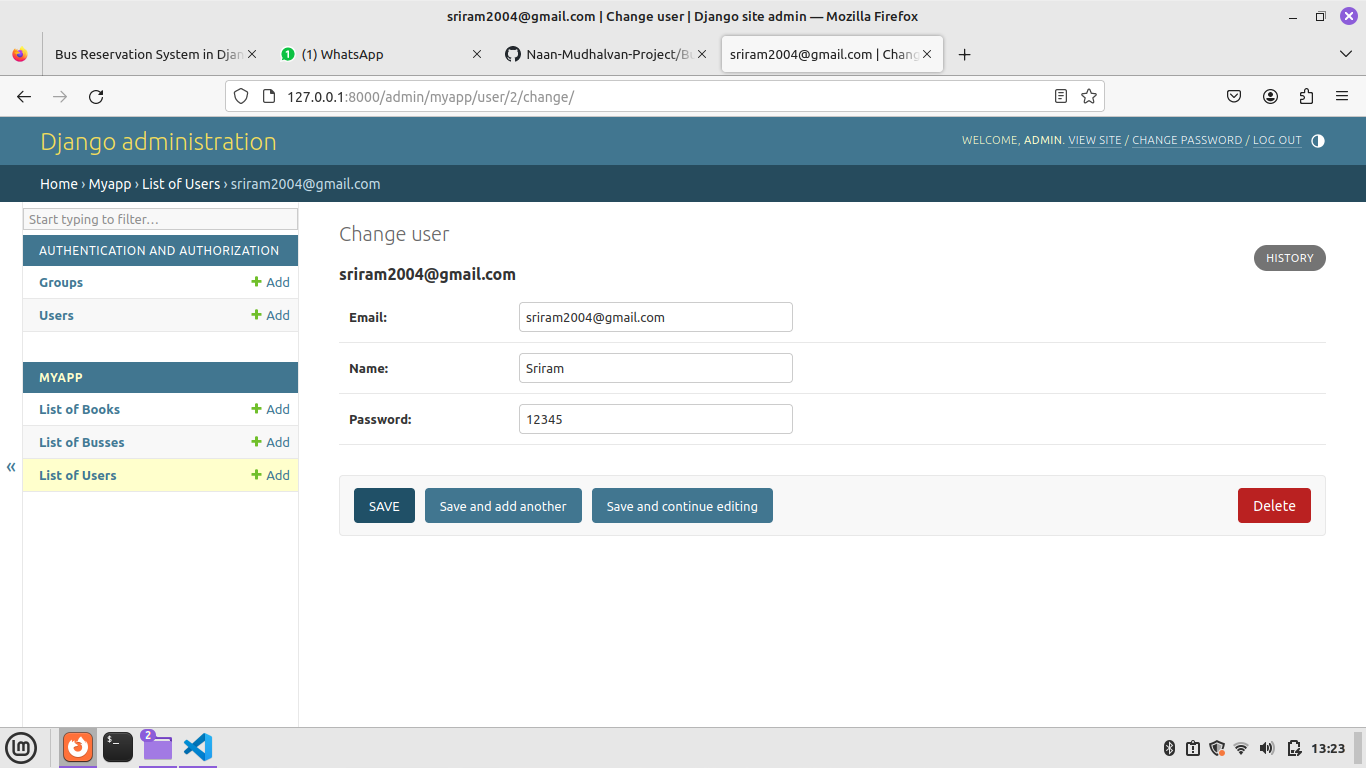 sriram2004@gmail.com | Change user | Django site admin — Mozilla Firefox
Bus Reservation System in Djan
1 (1) WhatsApp
Naan-Mudhalvan-Project/Bu
sriram2004@gmail.com | Chang
127.0.0.1:8000/admin/myapp/user/2/change/
Django administration
WELCOME, ADMIN. VIEW SITE / CHANGE PASSWORD / LOG OUT
Home › Myapp › List of Users › sriram2004@gmail.com
Start typing to filter…
AUTHENTICATION AND AUTHORIZATION
Groups + Add
Users + Add
MYAPP
List of Books + Add
List of Busses + Add
List of Users + Add
«
Change user
HISTORY
sriram2004@gmail.com
Email: sriram2004@gmail.com
Name: Sriram
Password: 12345
SAVE Save and add another Save and continue editing Delete
$_
2
13:23